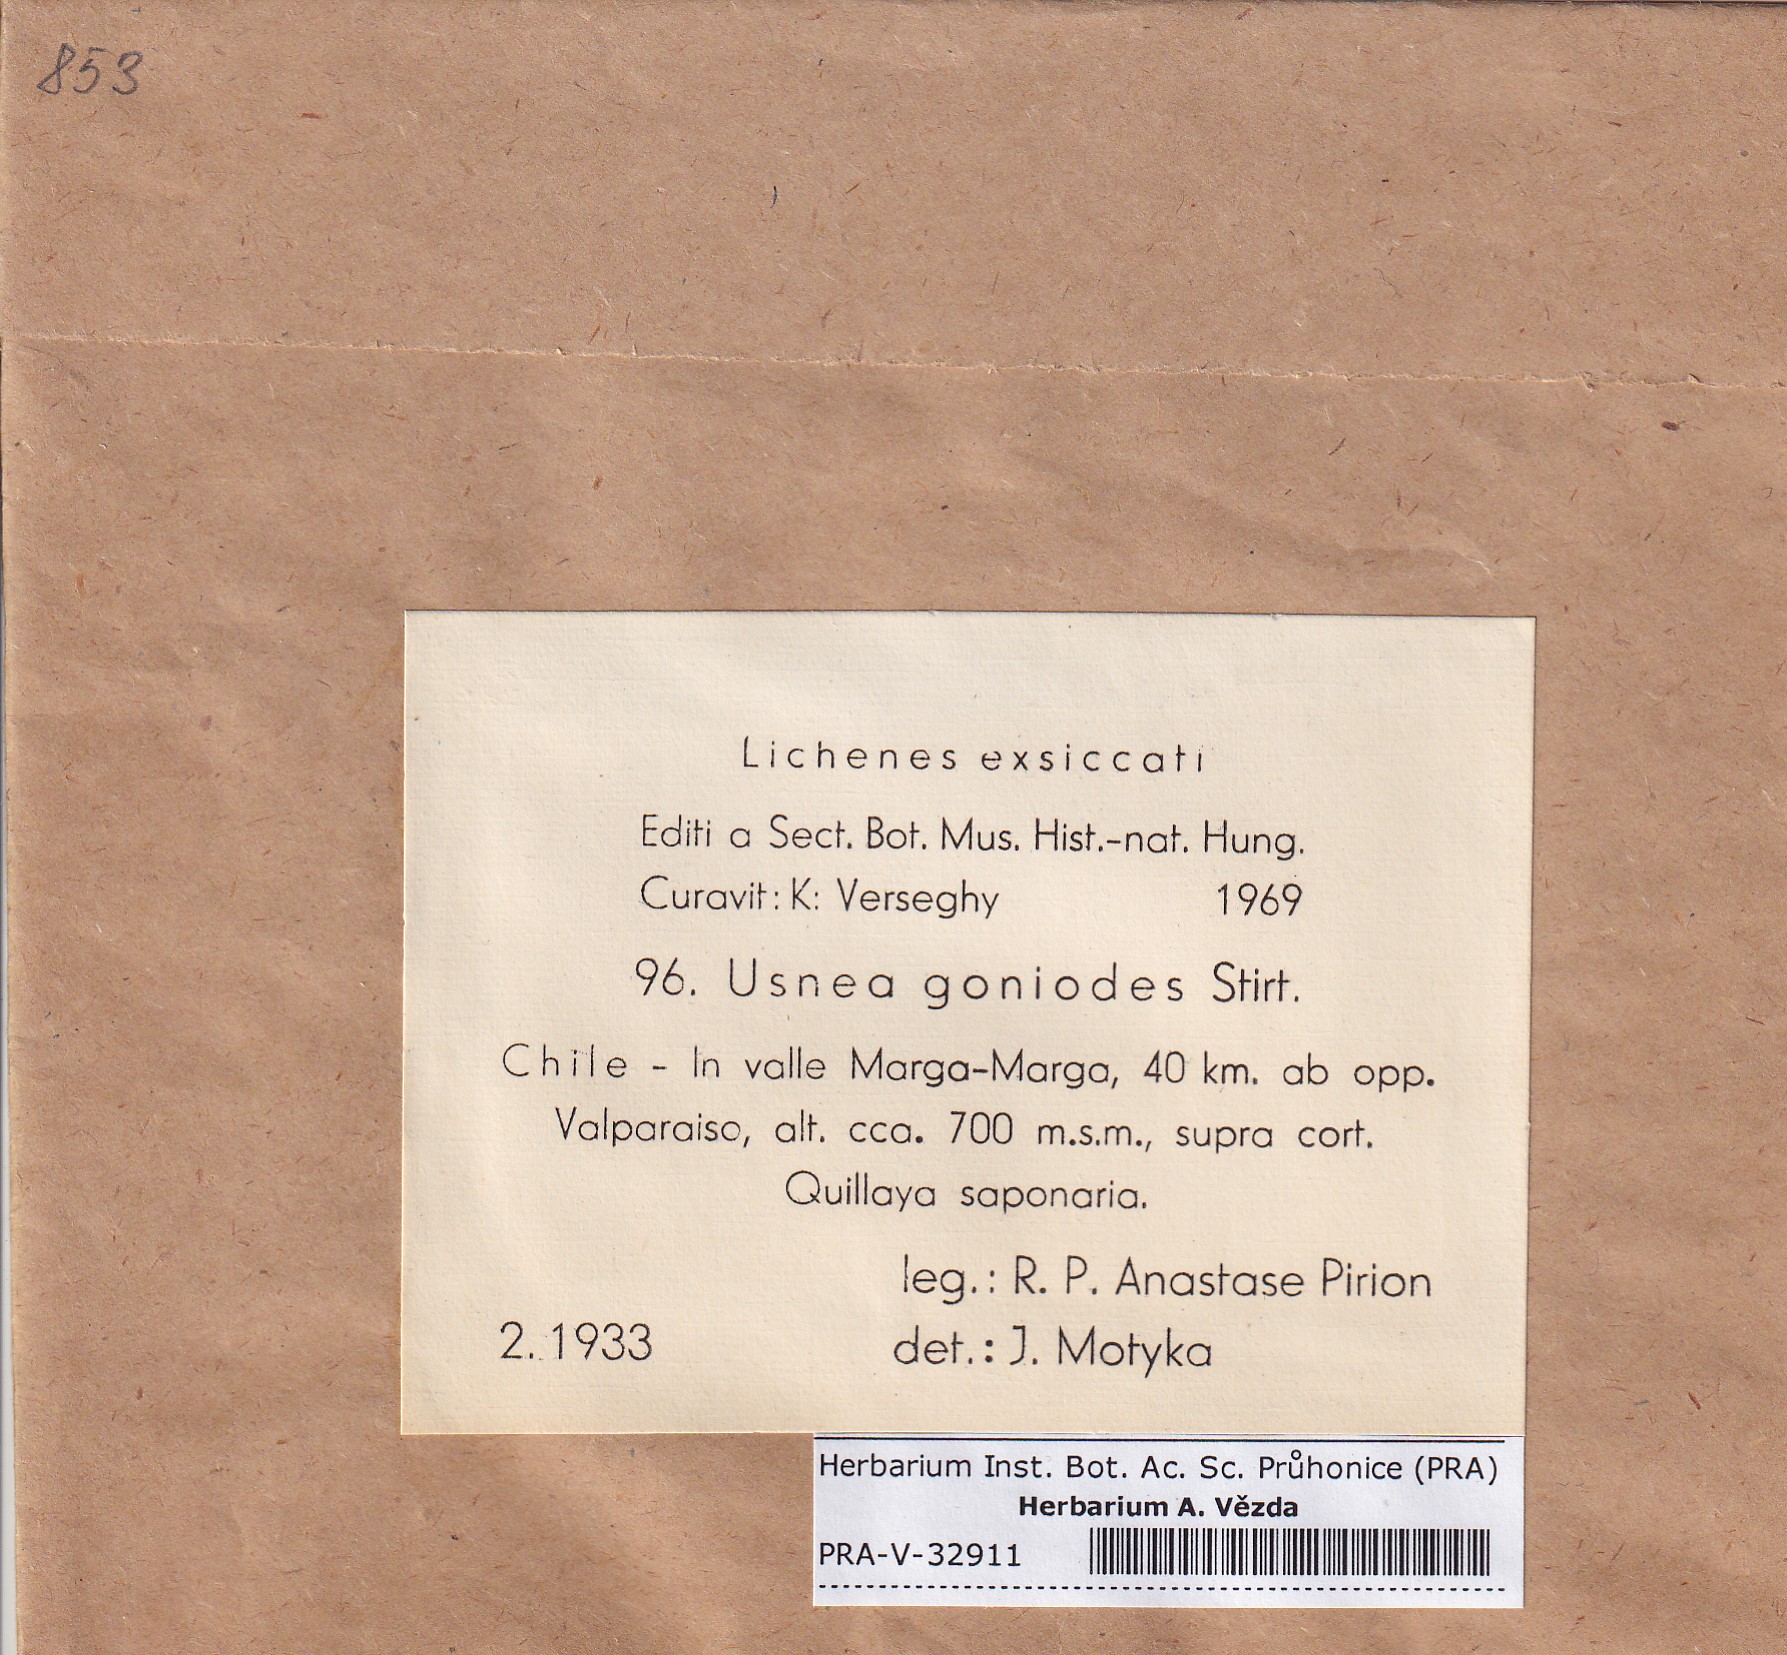 853
Lichenes exsiccati
Editi a Sect. Bot. Mus. Hist.-nat. Hung.
Curavit: K: Verseghy 1969
96. Usnea goniodes Stirt.
Chile - In valle Marga-Marga, 40 km. ab opp.
Valparaiso, alt. cca. 700 m.s.m., supra cort.
Quillaya saponaria.
leg.: R. P. Anastase Pirion
2. 1933 det.: J. Motyka
Herbarium Inst. Bot. Ac. Sc. Průhonice (PRA)
Herbarium A. Vězda
PRA-V-32911